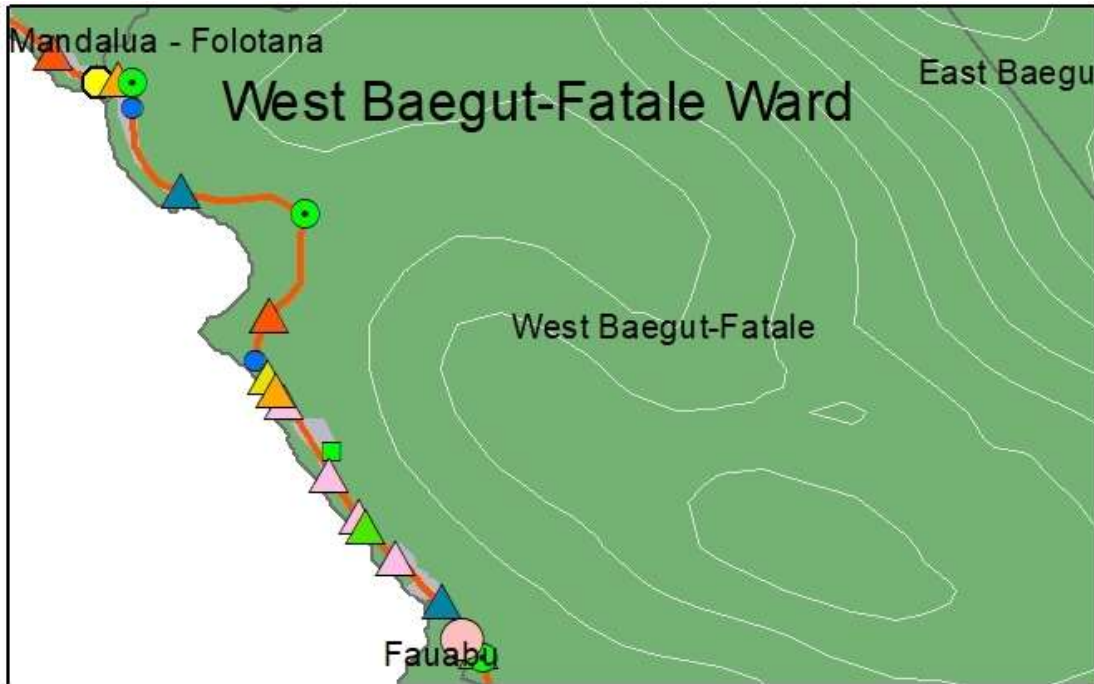 Mandalua - Folotana
East Baegu
West Baegut-Fatale Ward
West Baegut-Fatale
Fauabu